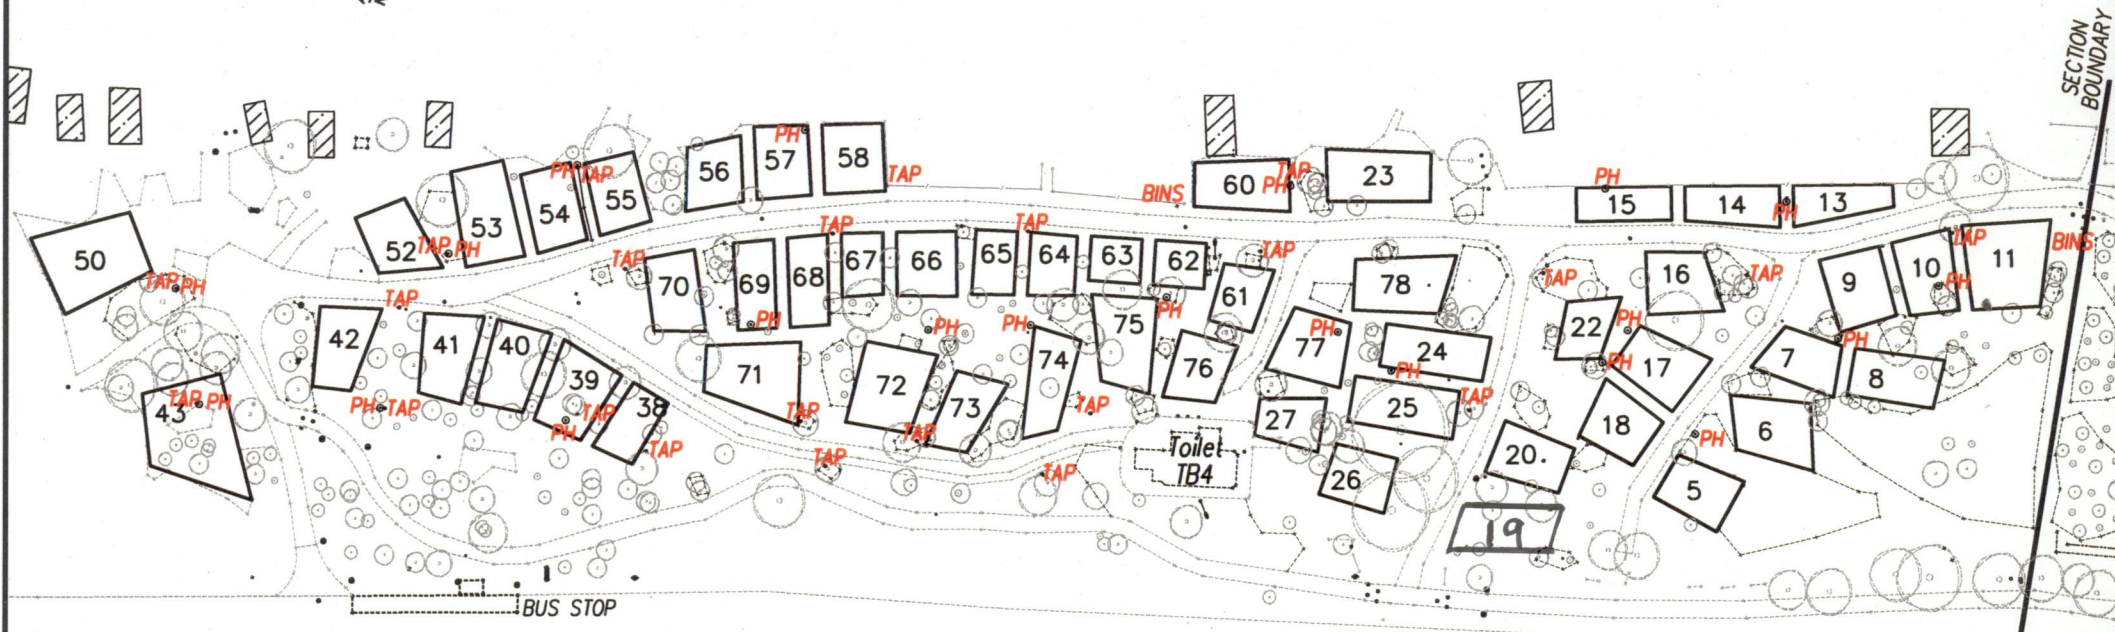 SECTION
BOUNDARY
56
57
PH
58
TAP
PH
TAP
55
54
53
52
TAP
PH
50
TAP
PH
BINS
60
TAP
PH
23
PH
15
14
PH
13
TAP
11
BINS
10
PH
9
16
TAP
TAP
22
PH
PH
17
18
20.
19
PH
7
8
6
PH
5
TAP
70
69
PH
68
TAP
67
66
65
TAP
64
63
62
PH
61
TAP
78
77
PH
24
PH
25
TAP
27
26
75
76
74
PH
TAP
73
72
PH
TAP
71
TAP
TAP
TAP
42
TAP
41
40
39
38
PH
TAP
PH
TAP
TAP
43
TAP
PH
Toilet
TB4
BUS STOP